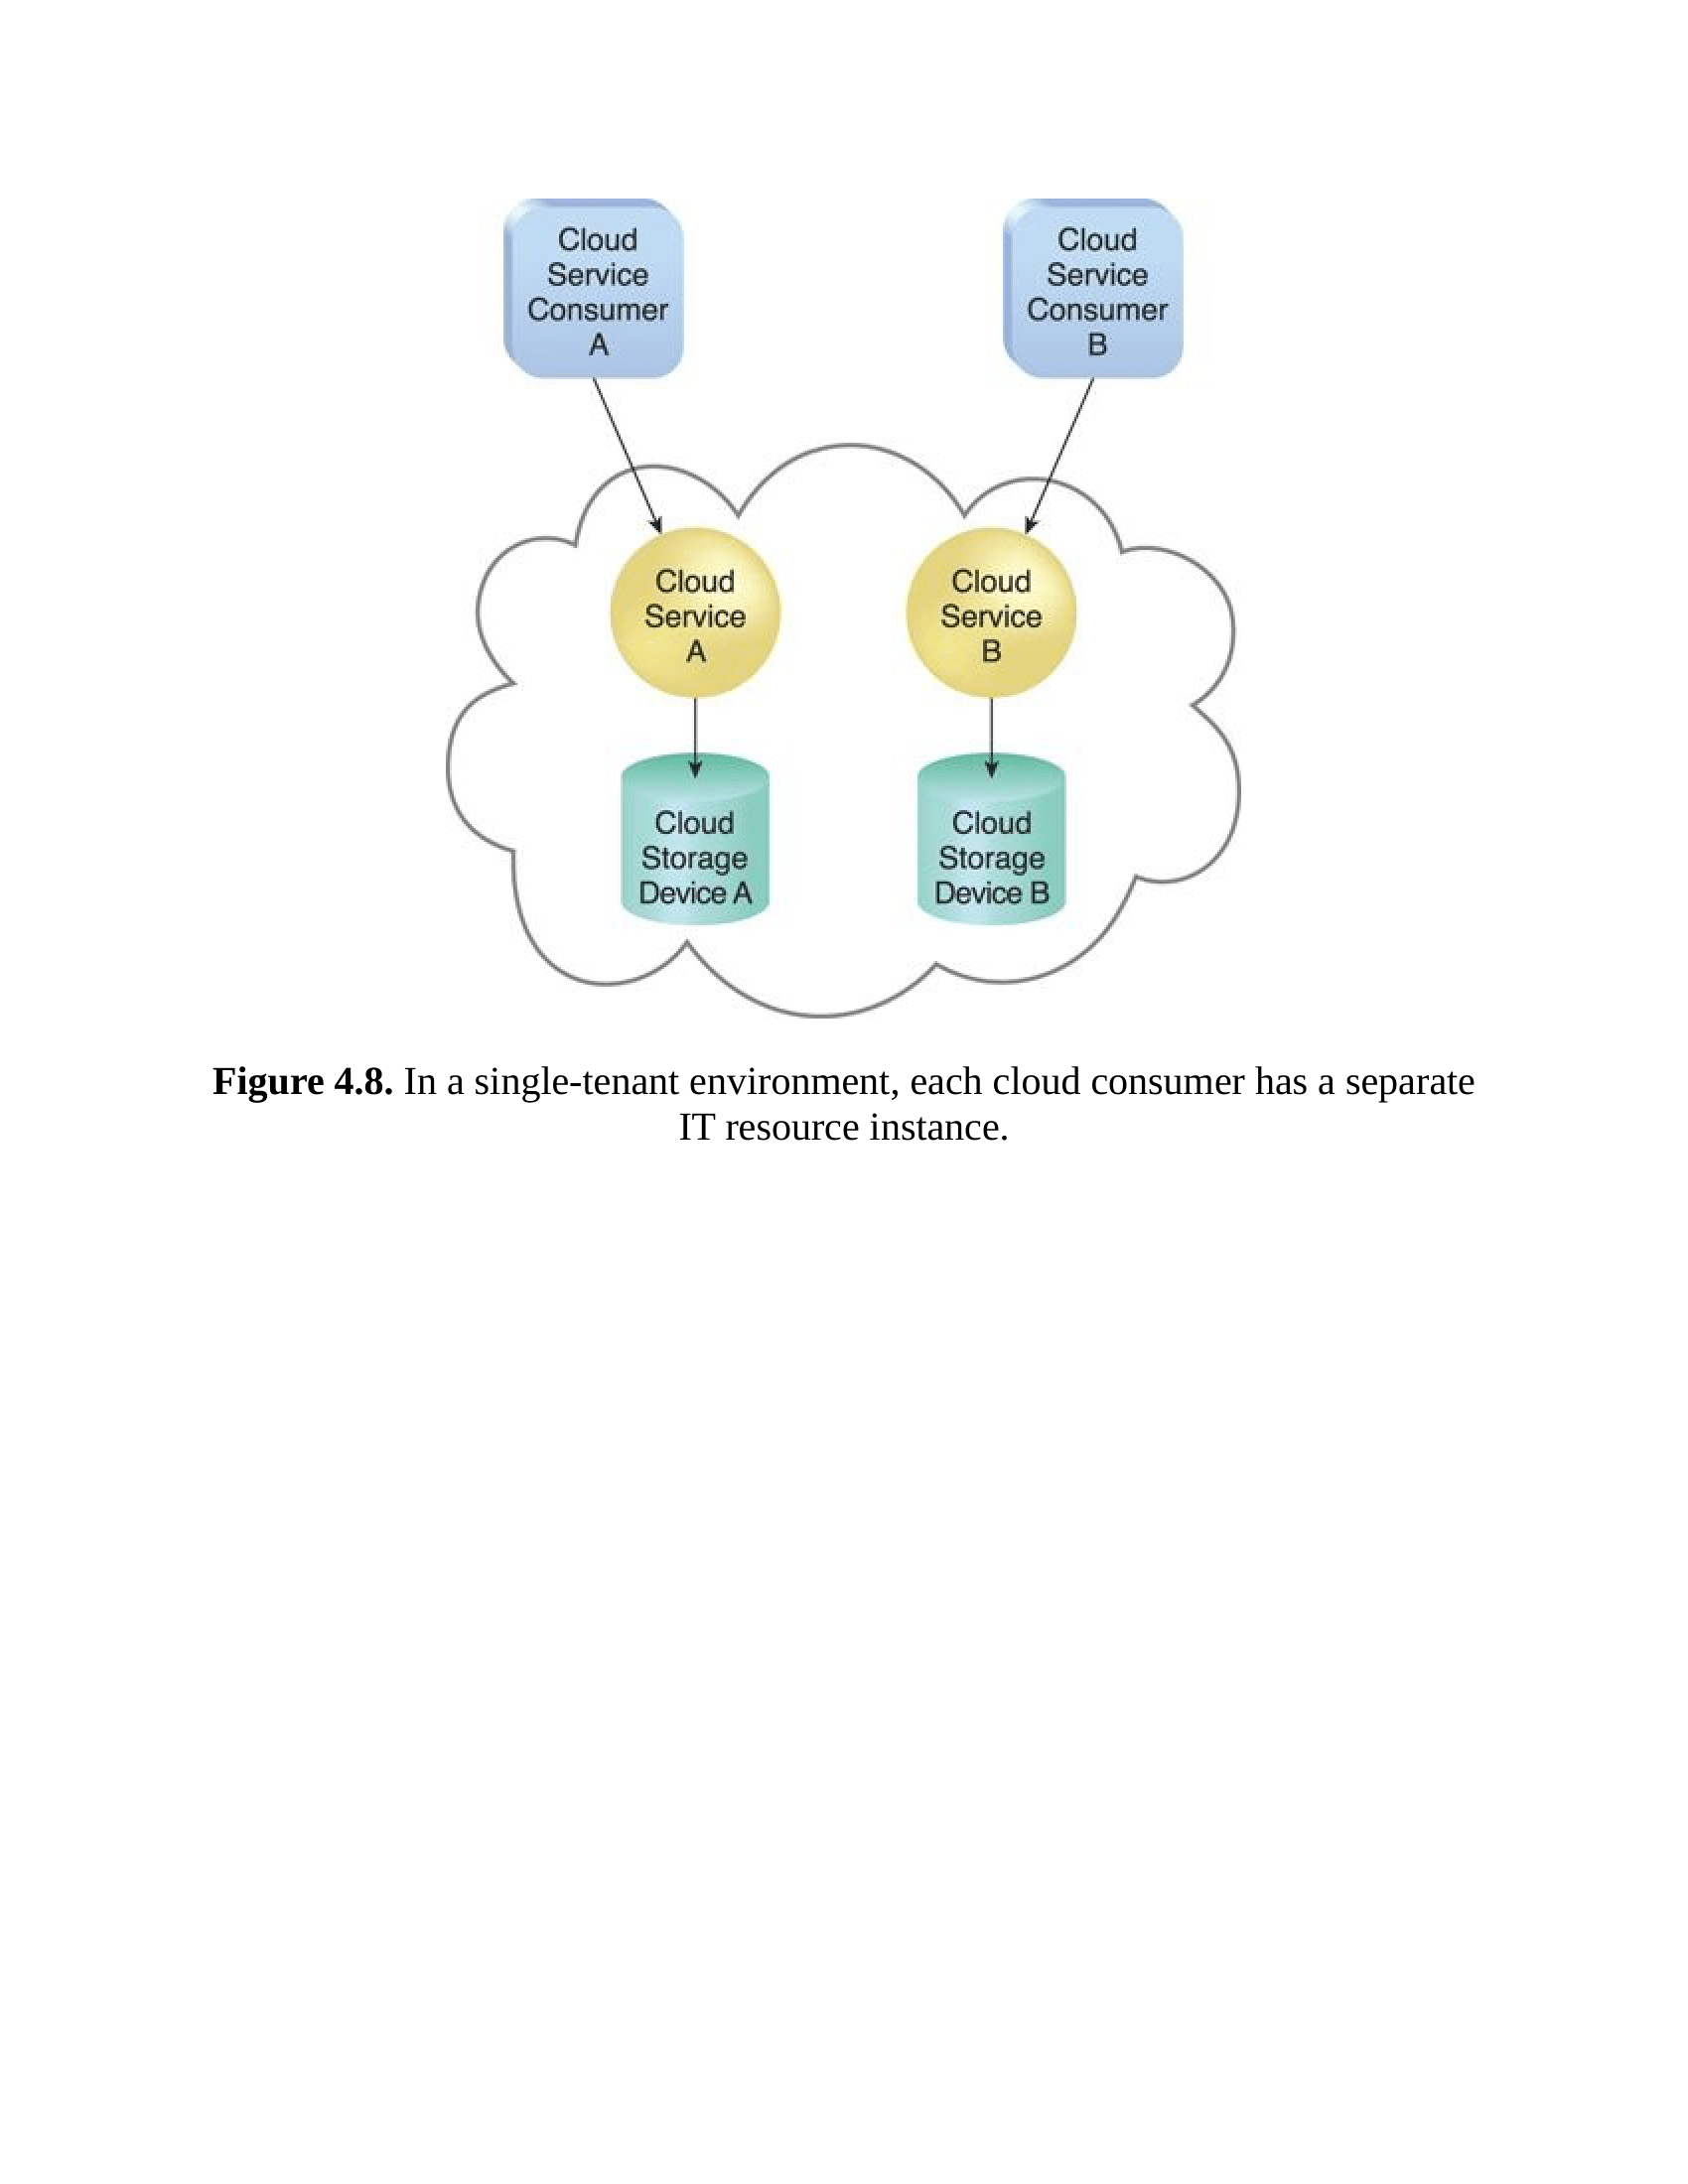 Cloud
Service
Consumer
A
Cloud
Service
Consumer
B
Cloud
Service
A
Cloud
Service
B
Cloud
Storage
Device A
Cloud
Storage
Device B
Figure 4.8. In a single-tenant environment, each cloud consumer has a separate
IT resource instance.